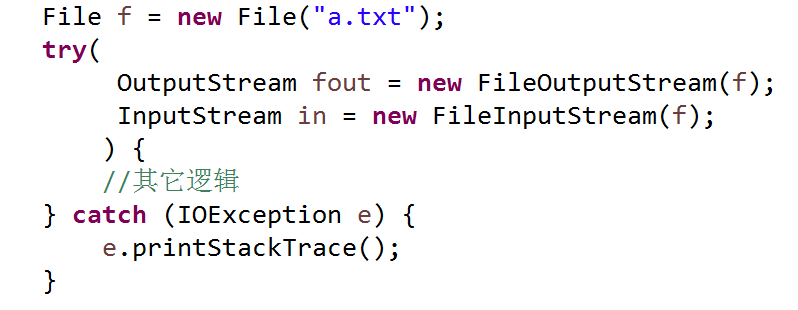 File f = new File("a.txt");
try(
OutputStream fout = new FileOutputStream(f);
InputStream in = new FileInputStream(f);
) {
//其它逻辑
} catch (IOException e) {
e.printStackTrace();
}